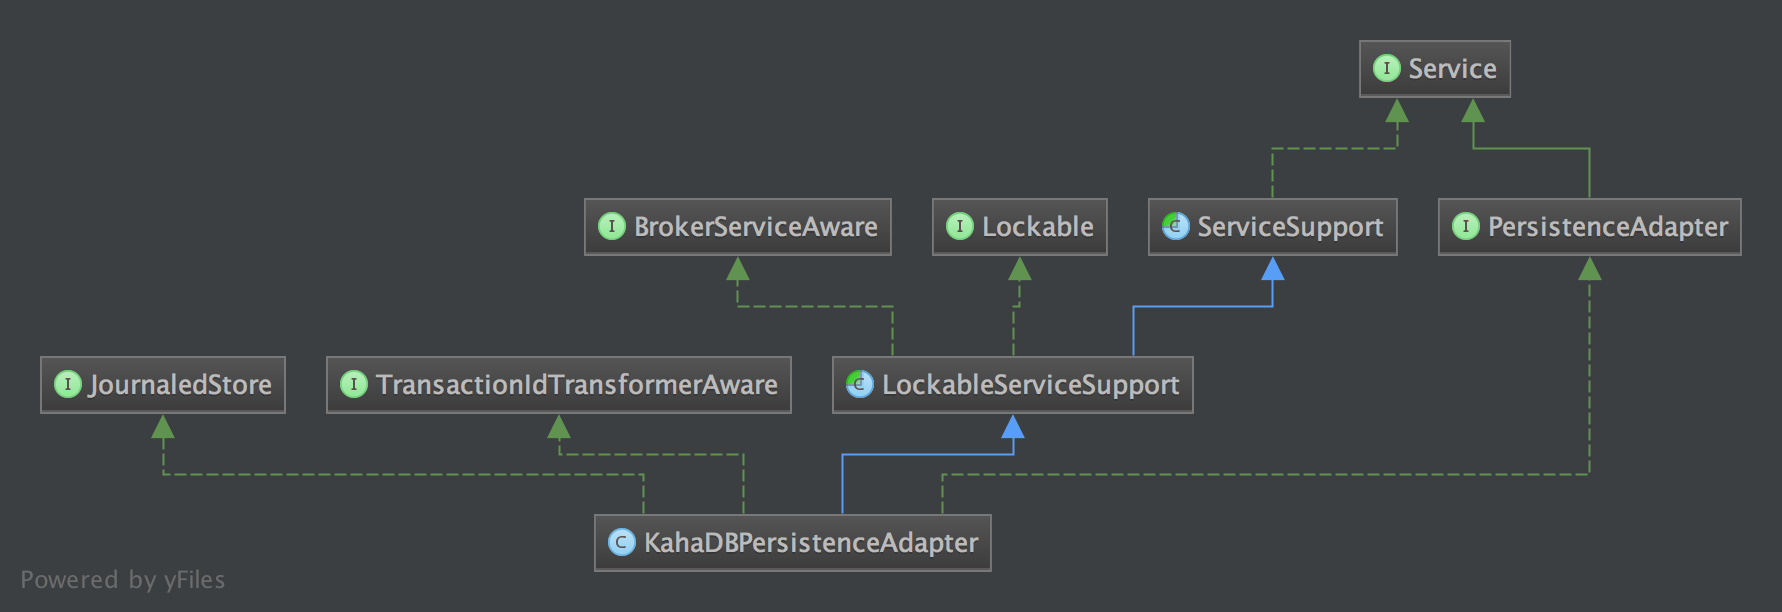 I Service
I BrokerServiceAware
I Lockable
C ServiceSupport
I PersistenceAdapter
I JournaledStore
I TransactionIdTransformerAware
C LockableServiceSupport
C KahaDBPersistenceAdapter
Powered by yFiles